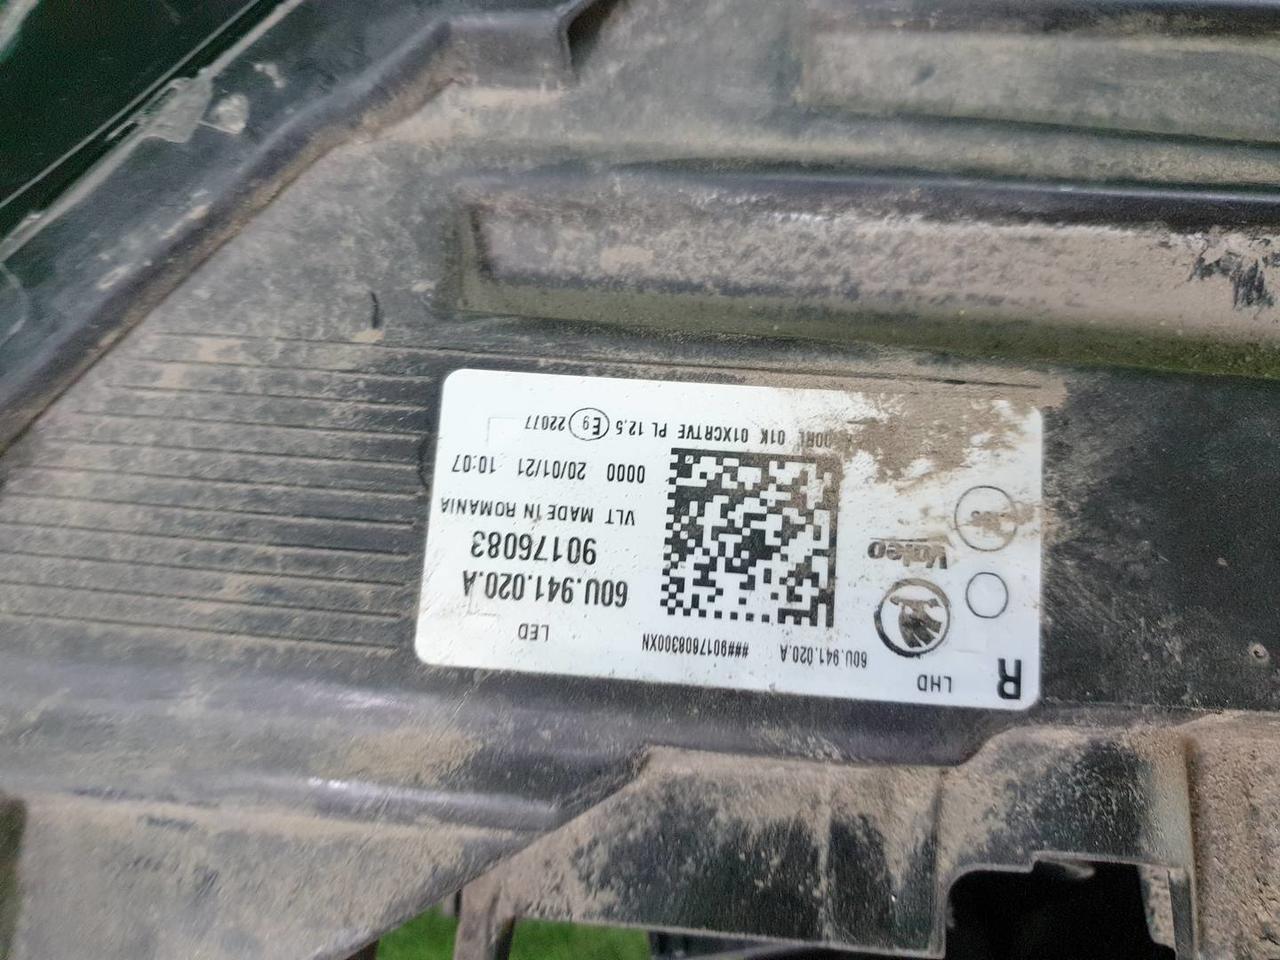 R
LHD
60U.941.020.A ###9017608300XN
LED
60U.941.020.A
90176083
Valeo
VLT MADE IN ROMANIA
0000 20/01/21 10:07
01K 01XCRTVE PL 12.5 E9 22077